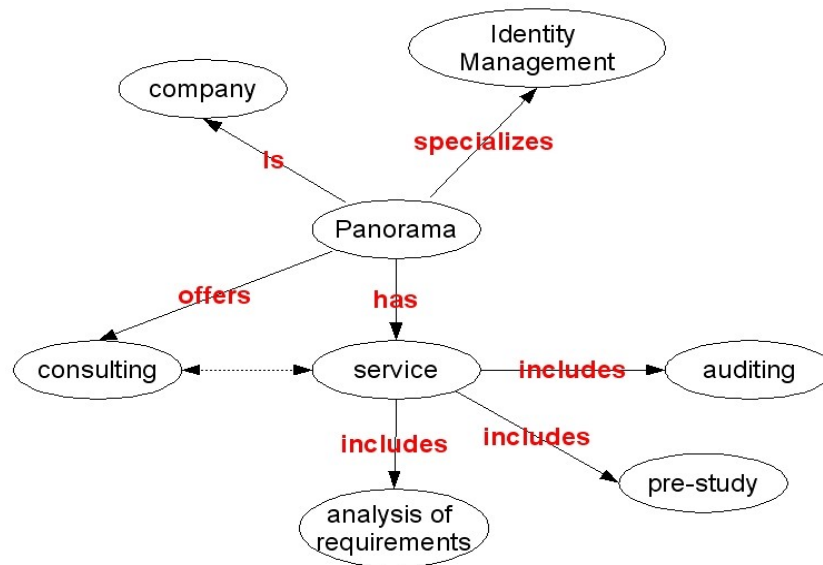 Identity
Management
company
specializes
Is
Panorama
offers
has
consulting
service
includes
auditing
includes
includes
pre-study
analysis of
requirements